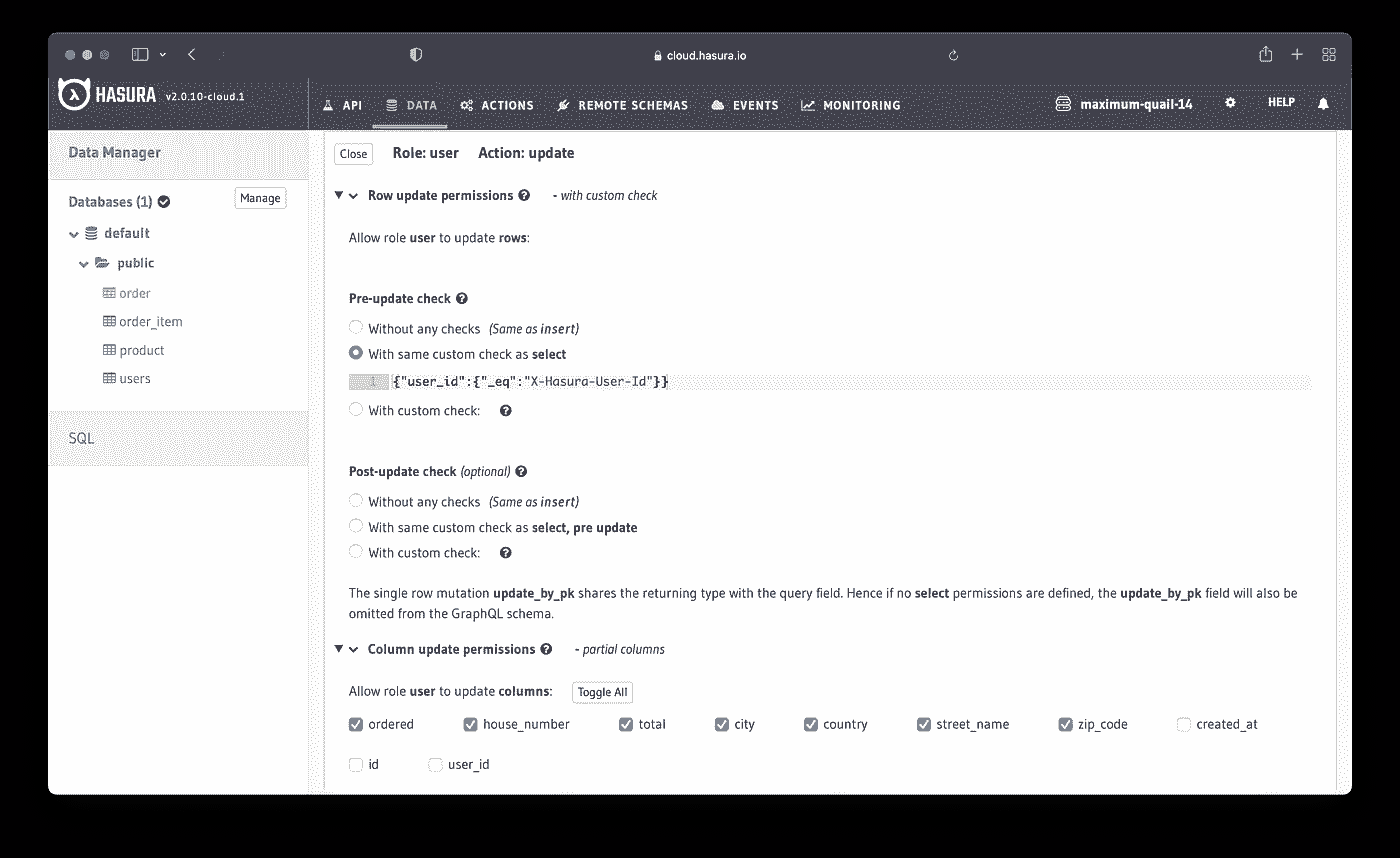 cloud.hasura.io
HASURA v2.0.10-cloud.1
API DATA ACTIONS REMOTE SCHEMAS EVENTS MONITORING maximum-quail-14 HELP
Data Manager
Databases (1) Manage
default
public
order
order_item
product
users
SQL
Close Role: user Action: update
Row update permissions ? - with custom check
Allow role user to update rows:
Pre-update check ?
Without any checks (Same as insert)
With same custom check as select
1 {"user_id":{"_eq":"X-Hasura-User-Id"}}
With custom check: ?
Post-update check (optional) ?
Without any checks (Same as insert)
With same custom check as select, pre update
With custom check: ?
The single row mutation update_by_pk shares the returning type with the query field. Hence if no select permissions are defined, the update_by_pk field will also be
omitted from the GraphQL schema.
Column update permissions ? - partial columns
Allow role user to update columns: Toggle All
ordered house_number total city country street_name zip_code created_at
id user_id